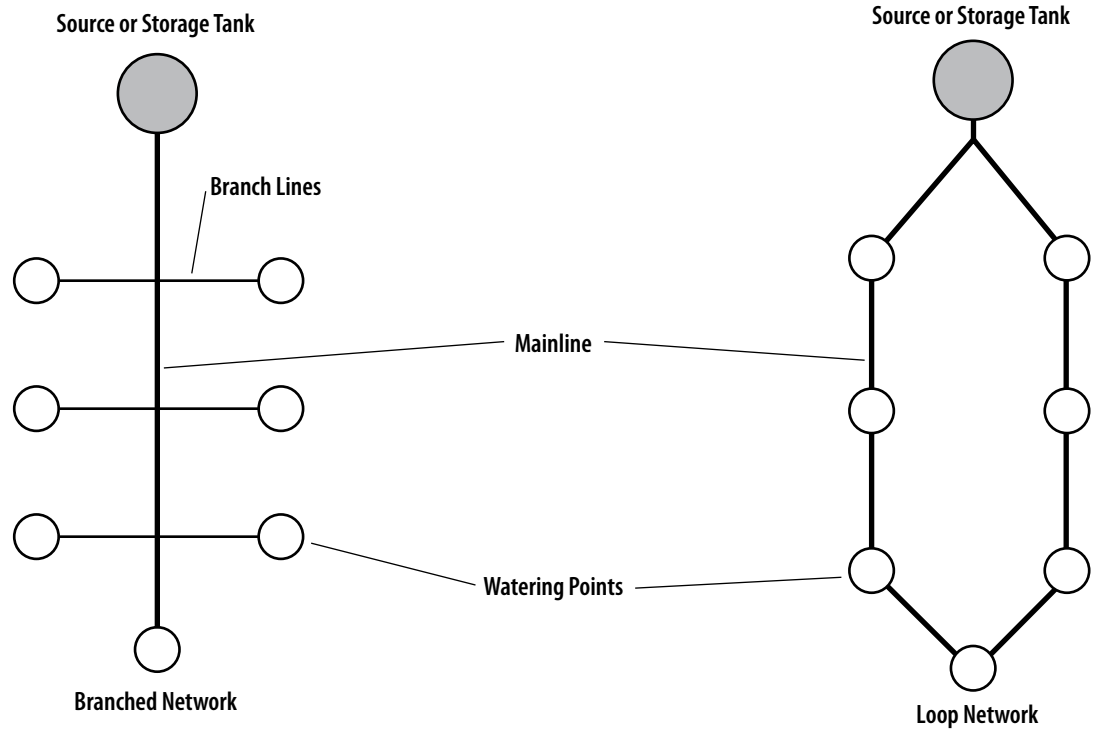 Source or Storage Tank
Source or Storage Tank
Branch Lines
Mainline
Watering Points
Branched Network
Loop Network